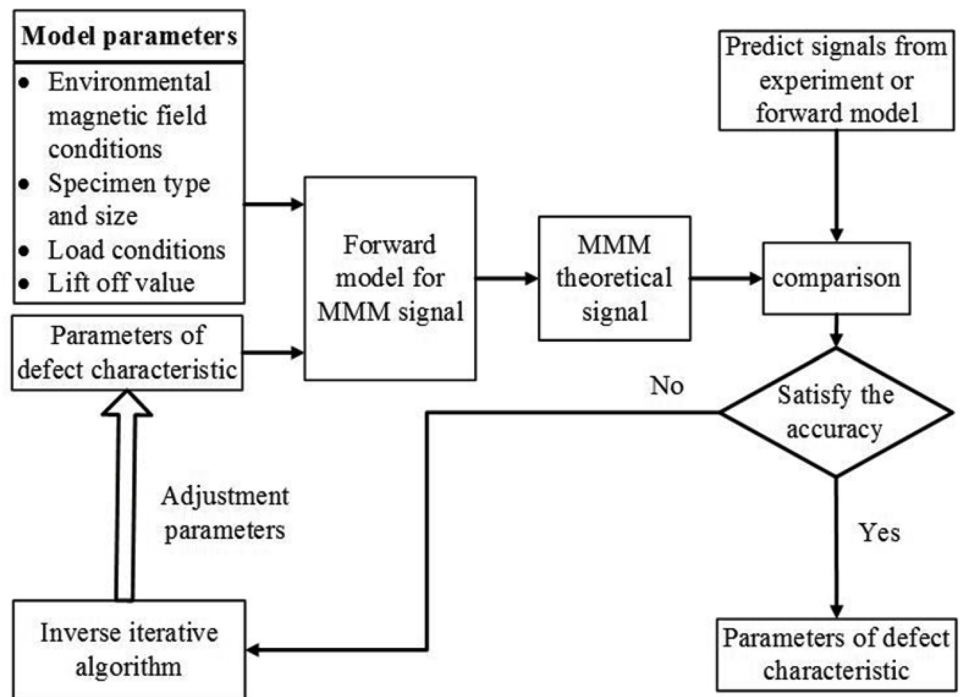 Model parameters
• Environmental
magnetic field
conditions
• Specimen type
and size
• Load conditions
• Lift off value
Parameters of
defect characteristic
Forward
model for
MMM signal
MMM
theoretical
signal
Predict signals from
experiment or
forward model
comparison
Satisfy the
accuracy
No
Yes
Adjustment
parameters
Inverse iterative
algorithm
Parameters of defect
characteristic